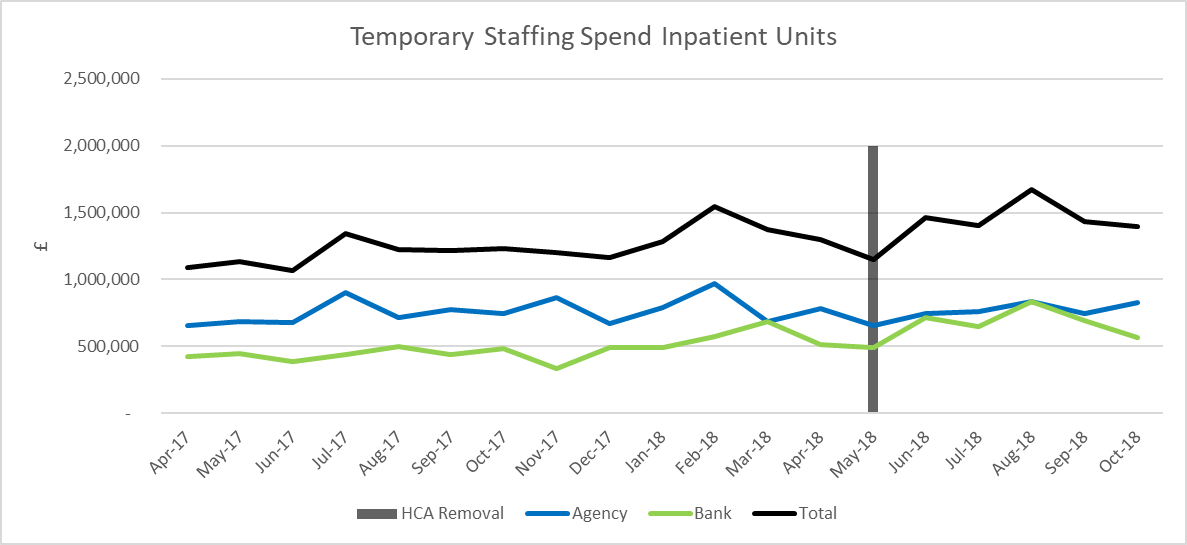 Temporary Staffing Spend Inpatient Units
2,500,000
2,000,000
1,500,000
1,000,000
500,000
-
£
Apr-17 May-17 Jun-17 Jul-17 Aug-17 Sep-17 Oct-17 Nov-17 Dec-17 Jan-18 Feb-18 Mar-18 Apr-18 May-18 Jun-18 Jul-18 Aug-18 Sep-18 Oct-18
HCA Removal Agency Bank Total